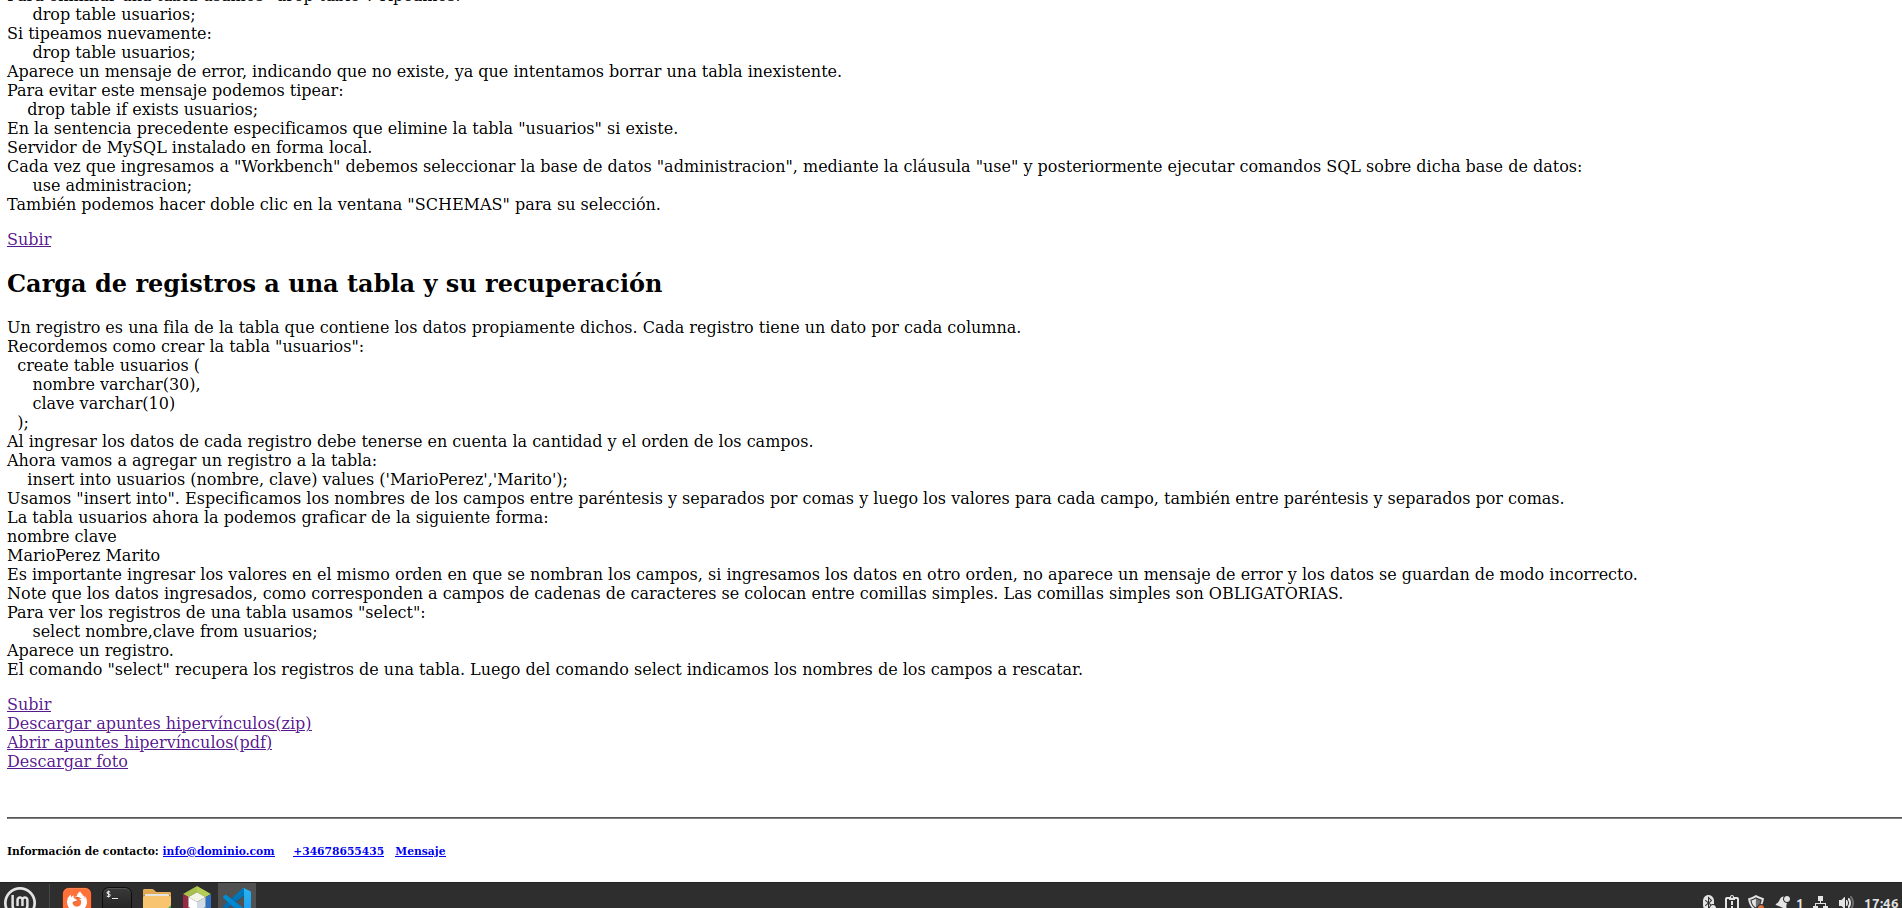 drop table usuarios;
Si tipeamos nuevamente:
drop table usuarios;
Aparece un mensaje de error, indicando que no existe, ya que intentamos borrar una tabla inexistente.
Para evitar este mensaje podemos tipear:
drop table if exists usuarios;
En la sentencia precedente especificamos que elimine la tabla "usuarios" si existe.
Servidor de MySQL instalado en forma local.
Cada vez que ingresamos a "Workbench" debemos seleccionar la base de datos "administracion", mediante la cláusula "use" y posteriormente ejecutar comandos SQL sobre dicha base de datos:
use administracion;
También podemos hacer doble clic en la ventana "SCHEMAS" para su selección.
Subir
Carga de registros a una tabla y su recuperación
Un registro es una fila de la tabla que contiene los datos propiamente dichos. Cada registro tiene un dato por cada columna.
Recordemos como crear la tabla "usuarios":
create table usuarios (
nombre varchar(30),
clave varchar(10)
);
Al ingresar los datos de cada registro debe tenerse en cuenta la cantidad y el orden de los campos.
Ahora vamos a agregar un registro a la tabla:
insert into usuarios (nombre, clave) values ('MarioPerez','Marito');
Usamos "insert into". Especificamos los nombres de los campos entre paréntesis y separados por comas y luego los valores para cada campo, también entre paréntesis y separados por comas.
La tabla usuarios ahora la podemos graficar de la siguiente forma:
nombre clave
MarioPerez Marito
Es importante ingresar los valores en el mismo orden en que se nombran los campos, si ingresamos los datos en otro orden, no aparece un mensaje de error y los datos se guardan de modo incorrecto.
Note que los datos ingresados, como corresponden a campos de cadenas de caracteres se colocan entre comillas simples. Las comillas simples son OBLIGATORIAS.
Para ver los registros de una tabla usamos "select":
select nombre,clave from usuarios;
Aparece un registro.
El comando "select" recupera los registros de una tabla. Luego del comando select indicamos los nombres de los campos a rescatar.
Subir
Descargar apuntes hipervínculos(zip)
Abrir apuntes hipervínculos(pdf)
Descargar foto
Información de contacto: info@dominio.com +34678655435 Mensaje
$_
1 17:46